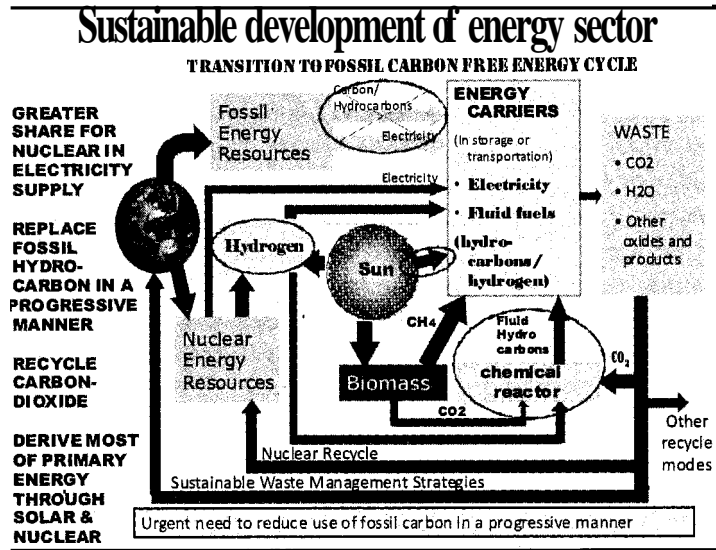 Sustainable development of energy sector
TRANSITION TO FOSSIL CARBON FREE ENERGY CYCLE
GREATER
SHARE FOR
NUCLEAR IN
ELECTRICITY
SUPPLY
REPLACE
FOSSIL
HYDRO-
CARBON IN A
PROGRESSIVE
MANNER
RECYCLE
CARBON-
DIOXIDE
DERIVE MOST
OF PRIMARY
ENERGY
THROUGH
SOLAR &
NUCLEAR
Fossil
Energy
Resources
Carbon/
Hydrocarbons
Electricity
Electricity
ENERGY
CARRIERS
(In storage or
transportation)
• Electricity
• Fluid fuels
(hydro-
carbons/
hydrogen)
WASTE
• CO2
• H2O
• Other
oxides and
products
Hydrogen
Sun
Nuclear
Energy
Resources
CH4
Biomass
CO2
Fluid
Hydro
carbons
chemical
reactor
CO2
Other
recycle
modes
Nuclear Recycle
Sustainable Waste Management Strategies
Urgent need to reduce use of fossil carbon in a progressive manner